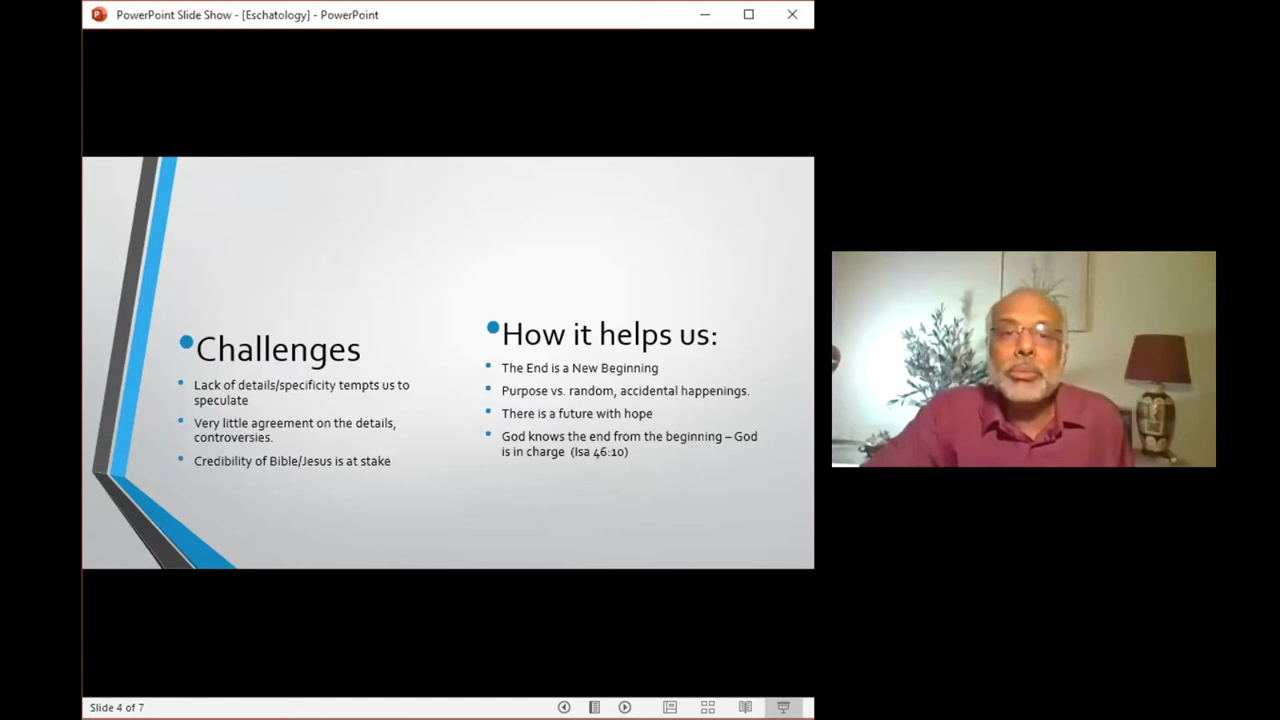 PowerPoint Slide Show - [Eschatology] - PowerPoint
Challenges
Lack of details/specificity tempts us to
speculate
Very little agreement on the details,
controversies.
Credibility of Bible/Jesus is at stake
How it helps us:
The End is a New Beginning
Purpose vs. random, accidental happenings.
There is a future with hope
God knows the end from the beginning – God
is in charge (Isa 46:10)
Slide 4 of 7